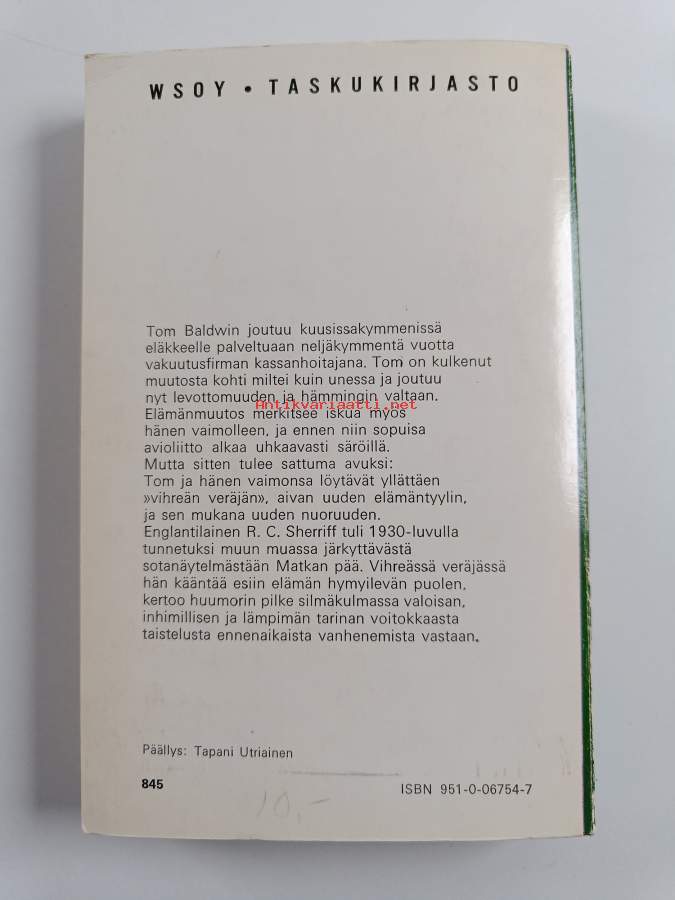 WSOY • TASKUKIRJASTO
Tom Baldwin joutuu kuusissakymmenissä
eläkkeelle palveltuaan neljäkymmentä vuotta
vakuutusfirman kassanhoitajana. Tom on kulkenut
muutosta kohti miltei kuin unessa ja joutuu
nyt levottomuuden ja hämmingin valtaan.
Antikvariaatti.net
Elämänmuutos merkitsee iskua myös
hänen vaimolleen, ja ennen niin sopuisa
avioliitto alkaa uhkaavasti säröillä.
Mutta sitten tulee sattuma avuksi:
Tom ja hänen vaimonsa löytävät yllättäen
»vihreän veräjän», aivan uuden elämäntyylin,
ja sen mukana uuden nuoruuden.
Englantilainen R. C. Sherriff tuli 1930-luvulla
tunnetuksi muun muassa järkyttävästä
sotanäytelmästään Matkan pää. Vihreässä veräjässä
hän kääntää esiin elämän hymyilevän puolen,
kertoo huumorin pilke silmäkulmassa valoisan,
inhimillisen ja lämpimän tarinan voitokkaasta
taistelusta ennenaikaista vanhenemista vastaan.
Päällys: Tapani Utriainen
845
ISBN 951-0-06754-7
10,-